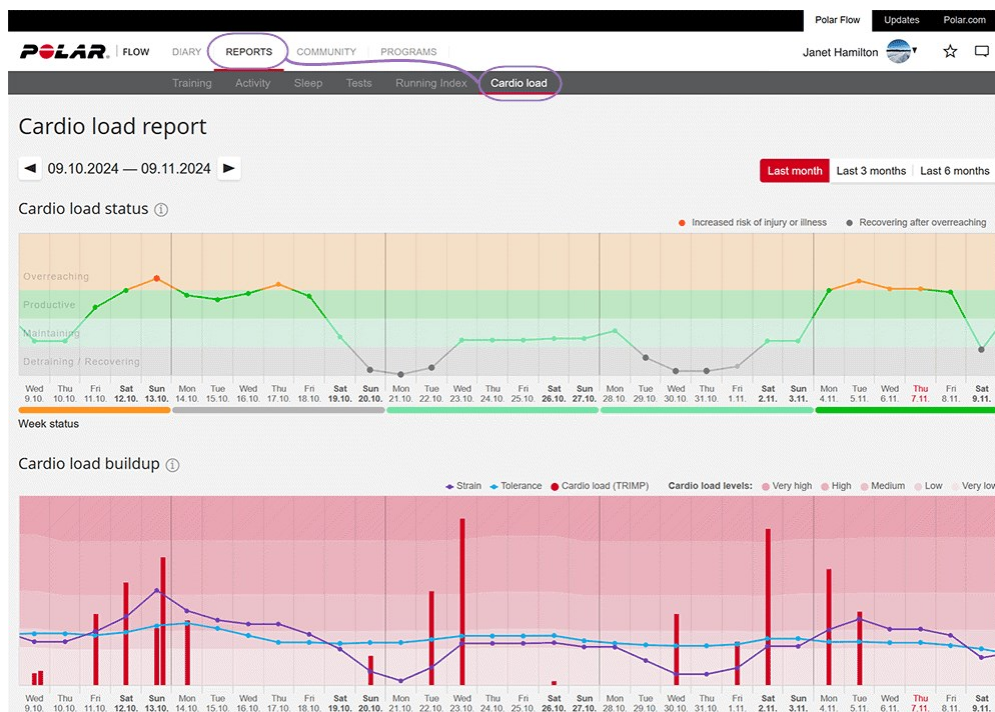 Polar Flow Updates Polar.com
POLAR. FLOW DIARY REPORTS COMMUNITY PROGRAMS Janet Hamilton
Training Activity Sleep Tests Running Index Cardio load
Cardio load report
09.10.2024 — 09.11.2024
Last month Last 3 months Last 6 months
Cardio load status
Increased risk of injury or illness Recovering after overreaching
Overreaching
Productive
Maintaining
Detraining / Recovering
Wed Thu Fri Sat Sun Mon Tue Wed Thu Fri Sat Sun Mon Tue Wed Thu Fri Sat Sun Mon Tue Wed Thu Fri Sat Sun Mon Tue Wed Thu Fri Sat
9.10. 10.10. 11.10. 12.10. 13.10. 14.10. 15.10. 16.10. 17.10. 18.10. 19.10. 20.10. 21.10. 22.10. 23.10. 24.10. 25.10. 26.10. 27.10. 28.10. 29.10. 30.10. 31.10. 1.11. 2.11. 3.11. 4.11. 5.11. 6.11. 7.11. 8.11. 9.11.
Week status
Cardio load buildup
Strain Tolerance Cardio load (TRIMP) Cardio load levels: Very high High Medium Low Very low
Wed Thu Fri Sat Sun Mon Tue Wed Thu Fri Sat Sun Mon Tue Wed Thu Fri Sat Sun Mon Tue Wed Thu Fri Sat Sun Mon Tue Wed Thu Fri Sat
9.10. 10.10. 11.10. 12.10. 13.10. 14.10. 15.10. 16.10. 17.10. 18.10. 19.10. 20.10. 21.10. 22.10. 23.10. 24.10. 25.10. 26.10. 27.10. 28.10. 29.10. 30.10. 31.10. 1.11. 2.11. 3.11. 4.11. 5.11. 6.11. 7.11. 8.11. 9.11.